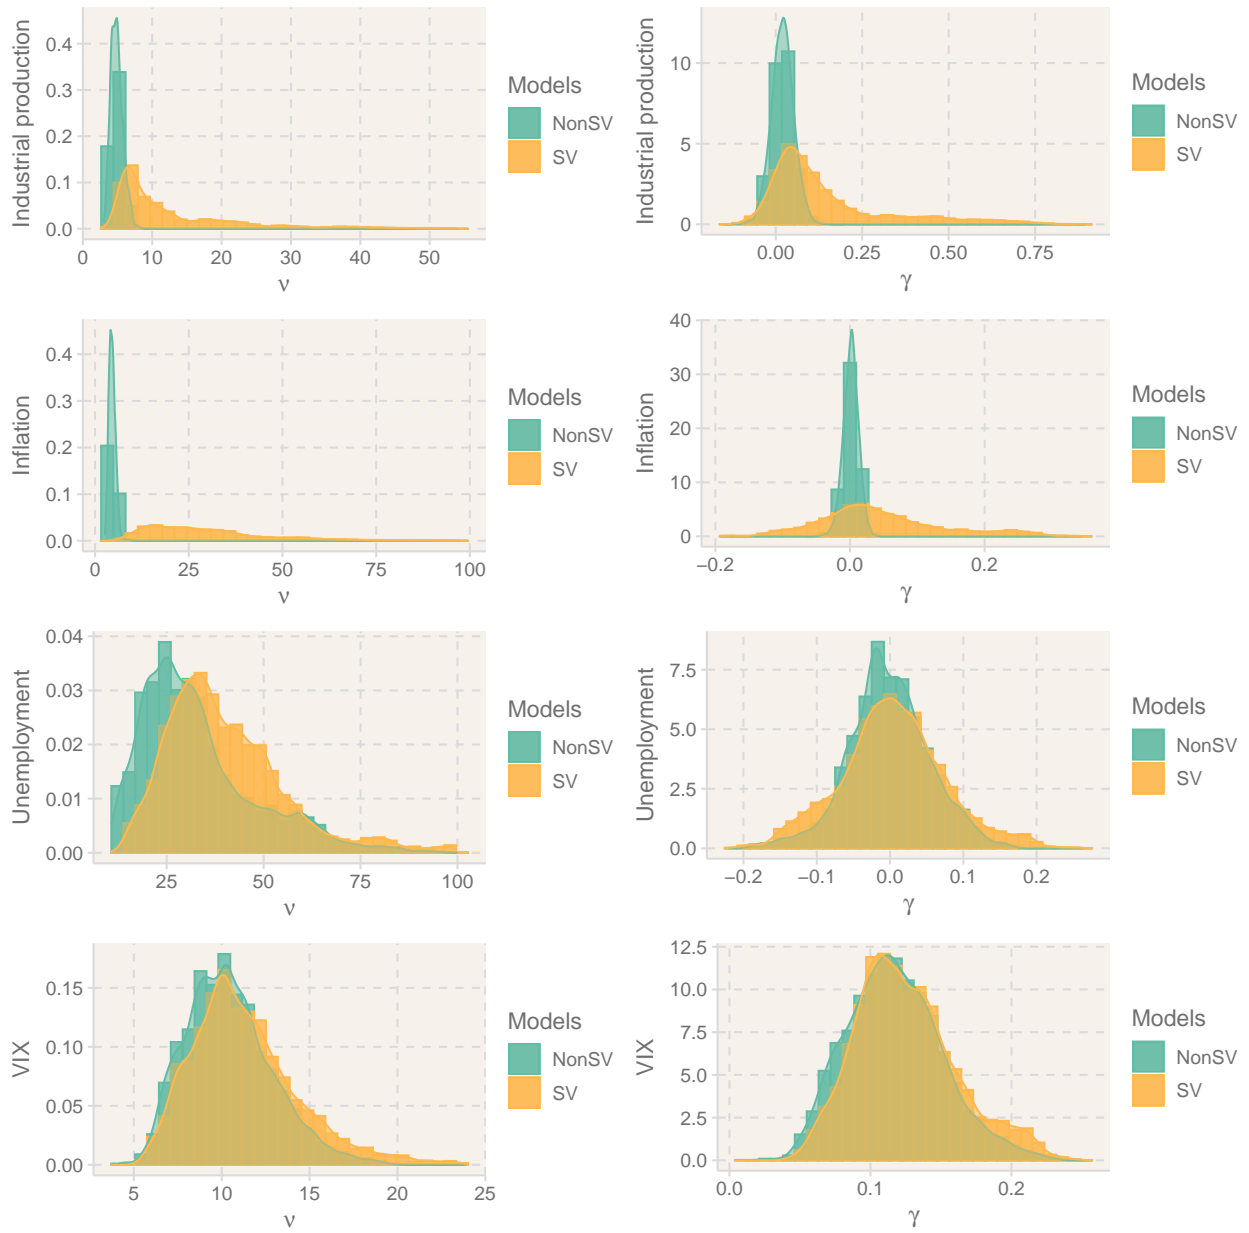 Industrial production
0.4
0.3
0.2
0.1
0.0
0 10 20 30 40 50
ν
Models
NonSV
SV
Industrial production
10
5
0
0.00 0.25 0.50 0.75
γ
Models
NonSV
SV
Inflation
0.4
0.3
0.2
0.1
0.0
0 25 50 75 100
ν
Models
NonSV
SV
Inflation
40
30
20
10
0
−0.2 0.0 0.2
γ
Models
NonSV
SV
Unemployment
0.04
0.03
0.02
0.01
0.00
25 50 75 100
ν
Models
NonSV
SV
Unemployment
7.5
5.0
2.5
0.0
−0.2 −0.1 0.0 0.1 0.2
γ
Models
NonSV
SV
VIX
0.15
0.10
0.05
0.00
5 10 15 20 25
ν
Models
NonSV
SV
VIX
12.5
10.0
7.5
5.0
2.5
0.0
0.0 0.1 0.2
γ
Models
NonSV
SV